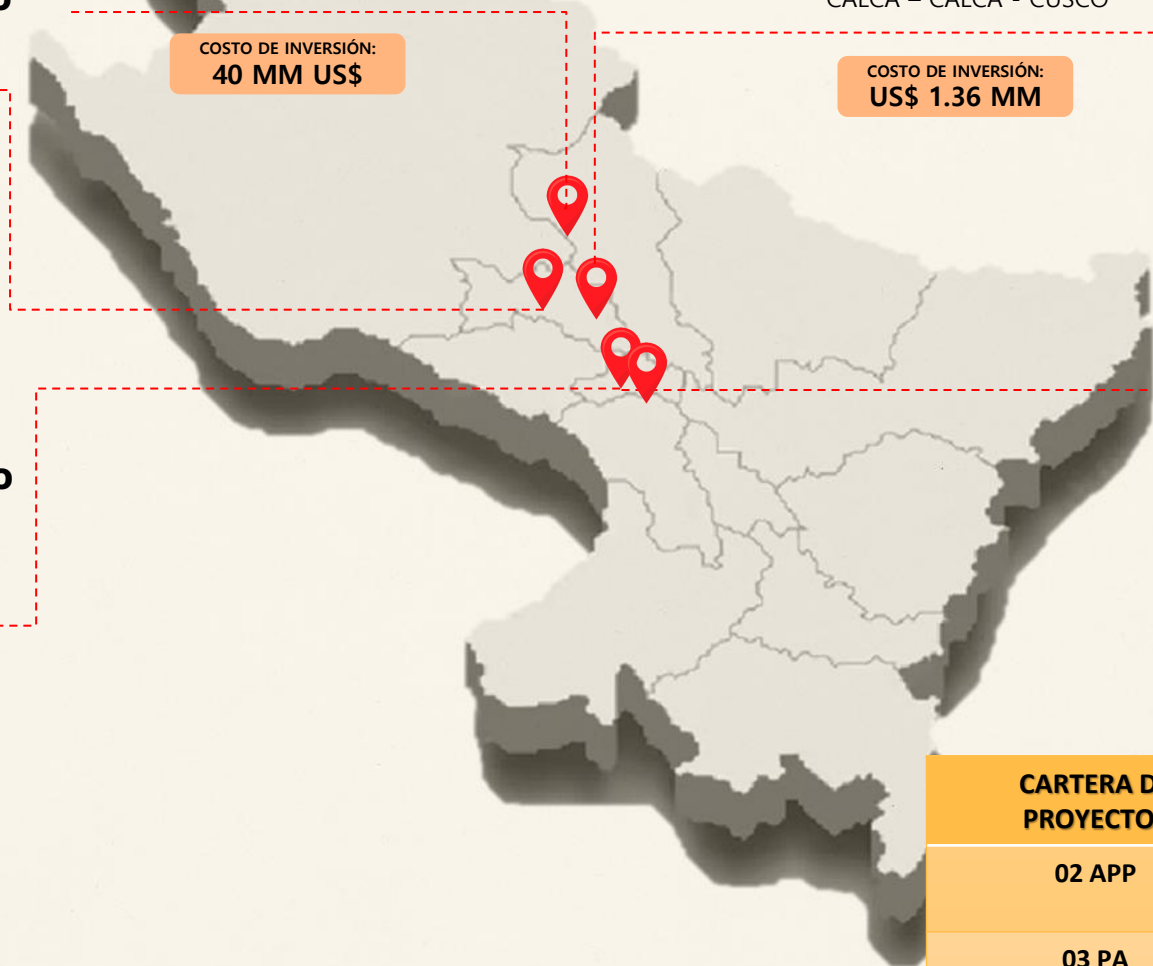 CALCA – CALCA - CUSCO
COSTO DE INVERSIÓN:
40 MM US$
COSTO DE INVERSIÓN:
US$ 1.36 MM
CARTERA D
PROYECTO
02 APP
03 PA